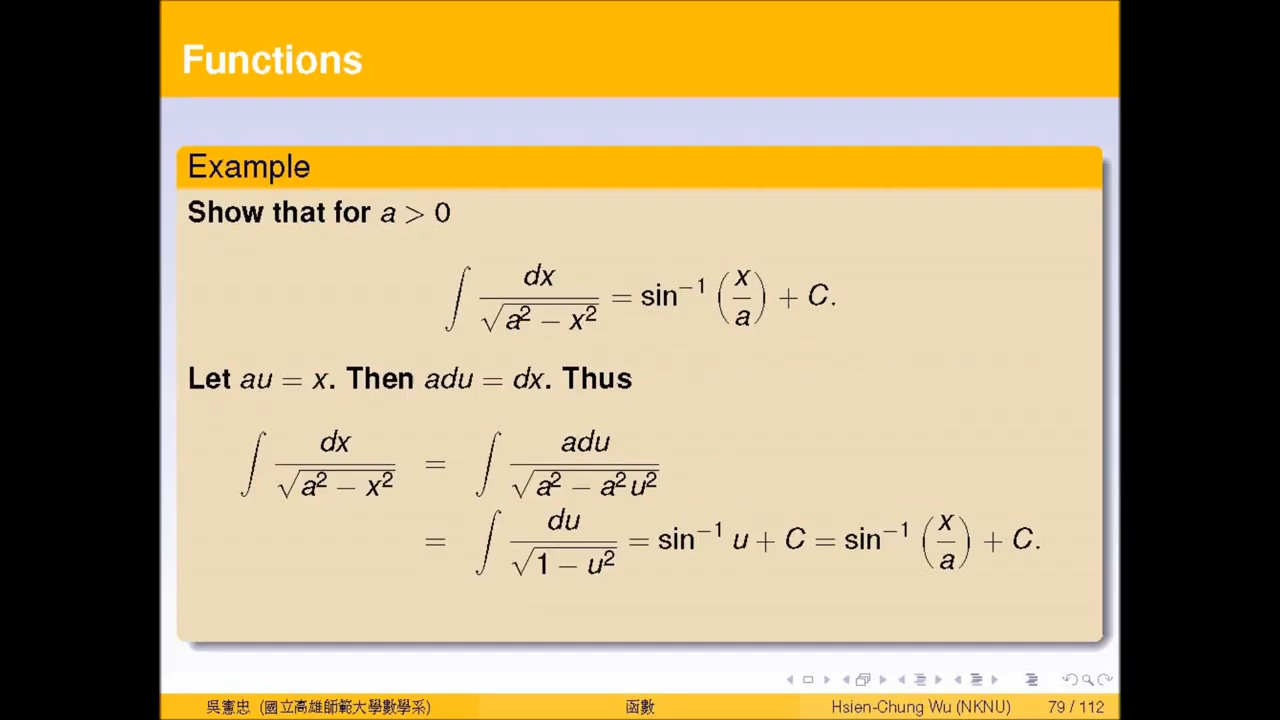 Functions
Example
Show that for a > 0
∫ dx / √(a² − x²) = sin⁻¹ (x/a) + C.
Let au = x. Then adu = dx. Thus
∫ dx / √(a² − x²) = ∫ adu / √(a² − a²u²)
= ∫ du / √(1 − u²) = sin⁻¹ u + C = sin⁻¹ (x/a) + C.
吳憲忠 (國立高雄師範大學數學系) 函數 Hsien-Chung Wu (NKNU) 79 / 112